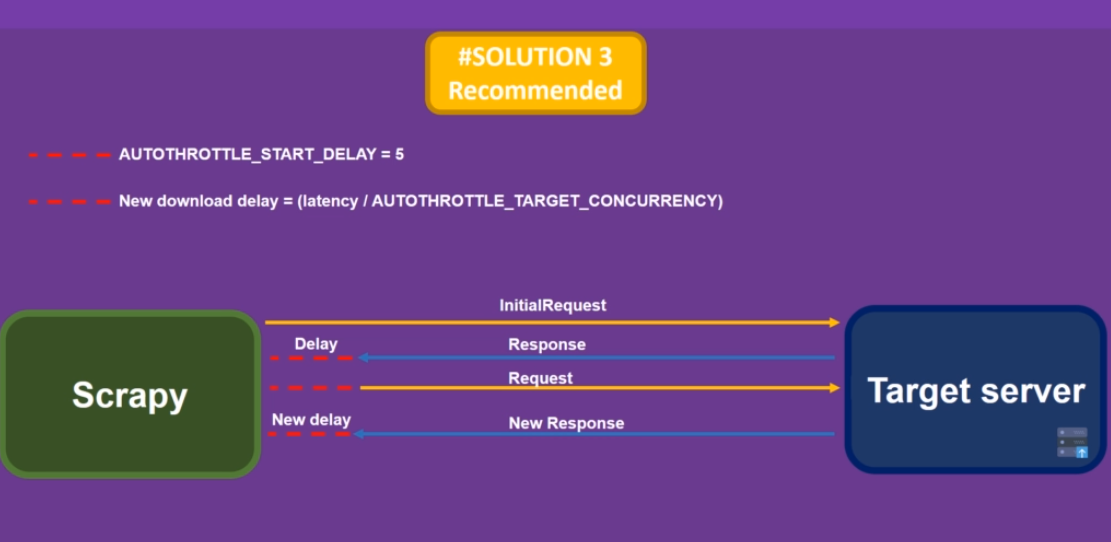 #SOLUTION 3
Recommended
AUTOTHROTTLE_START_DELAY = 5
New download delay = (latency / AUTOTHROTTLE_TARGET_CONCURRENCY)
InitialRequest
Delay
Response
Request
New delay
New Response
Scrapy
Target server